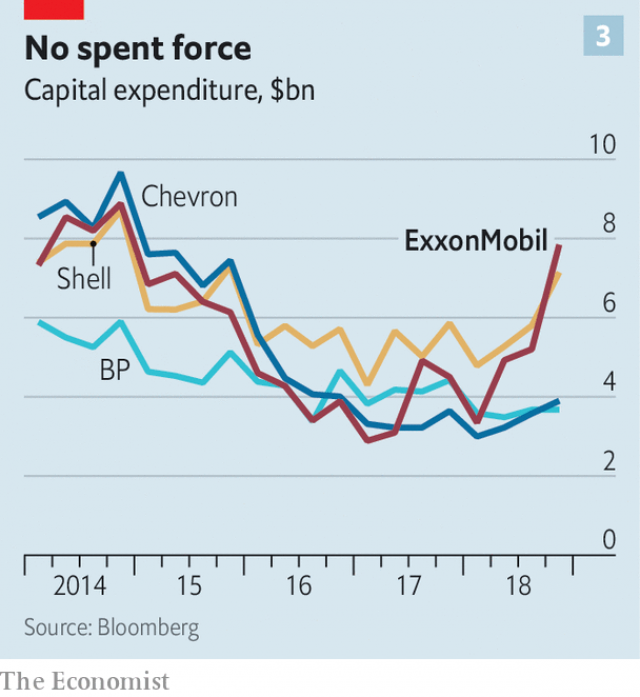 No spent force
3
Capital expenditure, $bn
10
Chevron
8
ExxonMobil
Shell
6
BP
4
2
0
2014 15 16 17 18
Source: Bloomberg
The Economist